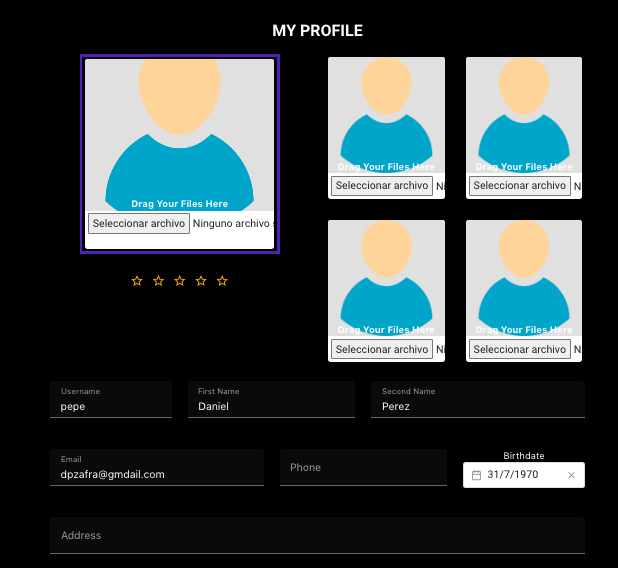 MY PROFILE
Drag Your Files Here
Seleccionar archivo Ninguno archivo s
Drag Your Files Here
Seleccionar archivo Ni
Drag Your Files Here
Seleccionar archivo N
Drag Your Files Here
Seleccionar archivo Ni
Drag Your Files Here
Seleccionar archivo N
Username
pepe
First Name
Daniel
Second Name
Perez
Email
dpzafra@gmdail.com
Phone
Birthdate
31/7/1970
Address